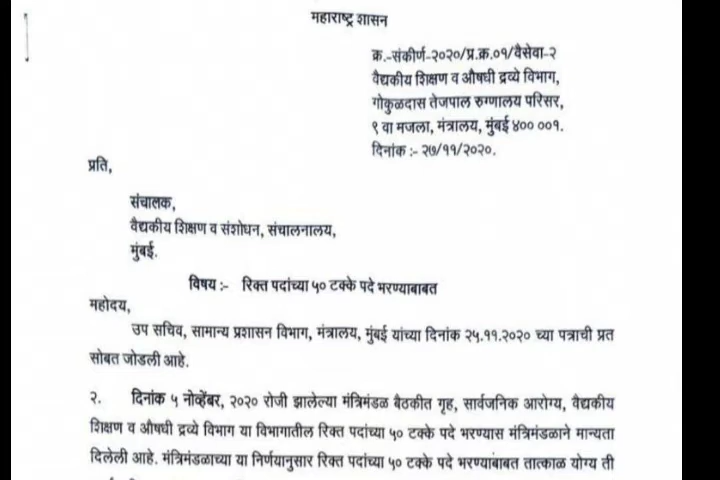 महाराष्ट्र शासन
क्र.-संकीर्ण-२०२०/प्र.क्र.०१/वैसेवा-२
वैद्यकीय शिक्षण व औषधी द्रव्ये विभाग,
गोकुळदास तेजपाल रुग्णालय परिसर,
९ वा मजला, मंत्रालय, मुंबई ४०० ००१.
दिनांक :- २७/११/२०२०.
प्रति,
संचालक,
वैद्यकीय शिक्षण व संशोधन, संचालनालय,
मुंबई.
विषय :- रिक्त पदांच्या ५० टक्के पदे भरण्याबाबत
महोदय,
उप सचिव, सामान्य प्रशासन विभाग, मंत्रालय, मुंबई यांच्या दिनांक २५.११.२०२० च्या पत्राची प्रत
सोबत जोडली आहे.
२. दिनांक ५ नोव्हेंबर, २०२० रोजी झालेल्या मंत्रिमंडळ बैठकीत गृह, सार्वजनिक आरोग्य, वैद्यकीय
शिक्षण व औषधी द्रव्ये विभाग या विभागातील रिक्त पदांच्या ५० टक्के पदे भरण्यास मंत्रिमंडळाने मान्यता
दिलेली आहे. मंत्रिमंडळाच्या या निर्णयानुसार रिक्त पदांच्या ५० टक्के पदे भरण्याबाबत तात्काळ योग्य ती